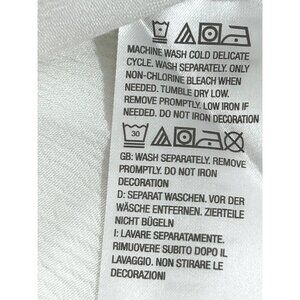 MACHINE WASH COLD DELICATE
CYCLE. WASH SEPARATELY. ONLY
NON-CHLORINE BLEACH WHEN
NEEDED. TUMBLE DRY LOW.
REMOVE PROMPTLY. LOW IRON IF
NEEDED. DO NOT IRON DECORATION
30
GB: WASH SEPARATELY. REMOVE
PROMPTLY. DO NOT IRON
DECORATION
D: SEPARAT WASCHEN. VOR DER
WÄSCHE ENTFERNEN. ZIERTEILE
NICHT BÜGELN
I: LAVARE SEPARATAMENTE.
RIMUOVERE SUBITO DOPO IL
LAVAGGIO. NON STIRARE LE
DECORAZIONI